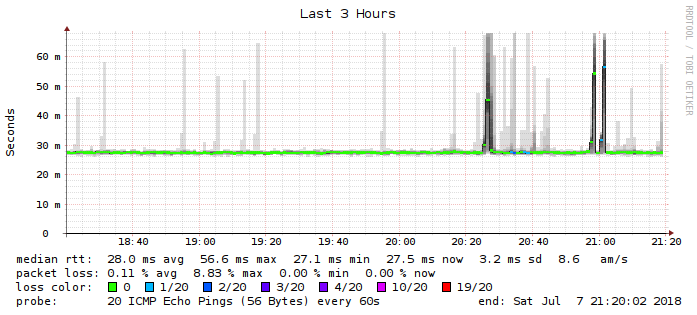 Last 3 Hours
RRDTOOL / TOBI OETIKER
Seconds
60 m
50 m
40 m
30 m
20 m
10 m
0
18:40 19:00 19:20 19:40 20:00 20:20 20:40 21:00 21:20
median rtt: 28.0 ms avg 56.6 ms max 27.1 ms min 27.5 ms now 3.2 ms sd 8.6 am/s
packet loss: 0.11 % avg 8.83 % max 0.00 % min 0.00 % now
loss color: 0 1/20 2/20 3/20 4/20 10/20 19/20
probe: 20 ICMP Echo Pings (56 Bytes) every 60s end: Sat Jul 7 21:20:02 2018